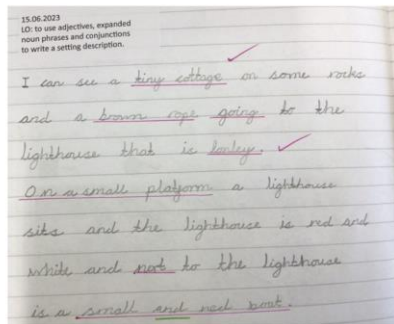 15.06.2023
LO: to use adjectives, expanded
noun phrases and conjunctions
to write a setting description.
I can see a tiny cottage on some rocks
and a brown rope going to the
lighthouse that is lonley.
On a small platform a lighthouse
sits and the lighthouse is red and
white and next to the lighthouse
is a small and red boat.